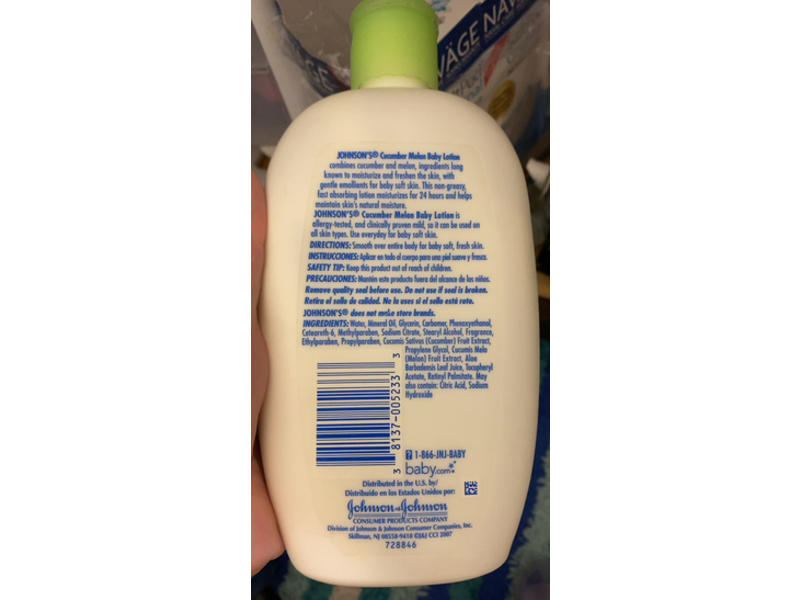 VÄGE NAV
JOHNSON'S® Cucumber Melon Baby Lotion
combines cucumber and melon, ingredients long
known to moisturize and freshen the skin, with
gentle emollients for baby soft skin. This non-greasy,
fast absorbing lotion moisturizes for 24 hours and helps
maintain skin's natural moisture.
JOHNSON'S® Cucumber Melon Baby Lotion is
allergy-tested, and clinically proven mild, so it can be used on
all skin types. Use everyday for baby soft skin.
DIRECTIONS: Smooth over entire body for baby soft, fresh skin.
INSTRUCCIONES: Aplicar en todo el cuerpo para una piel suave y fresca.
SAFETY TIP: Keep this product out of reach of children.
PRECAUCIONES: Mantén este producto fuera del alcance de los niños.
Remove quality seal before use. Do not use if seal is broken.
Retira el sello de calidad. No lo uses si el sello está roto.
JOHNSON'S® does not make store brands.
INGREDIENTS: Water, Mineral Oil, Glycerin, Carbomer, Phenoxyethanol,
Ceteareth-6, Methylparaben, Sodium Citrate, Stearyl Alcohol, Fragrance,
Ethylparaben, Propylparaben, Cucumis Sativus (Cucumber) Fruit Extract,
Propylene Glycol, Cucumis Melo
(Melon) Fruit Extract, Aloe
Barbadensis Leaf Juice, Tocopheryl
Acetate, Retinyl Palmitate. May
also contain: Citric Acid, Sodium
Hydroxide
3 8137-005233 3
? 1-866-JNJ-BABY
baby.com
Distributed in the U.S. by/
Distribuido en los Estados Unidos por:
Johnson & Johnson
CONSUMER PRODUCTS COMPANY
Division of Johnson & Johnson Consumer Companies, Inc.
Skillman, NJ 08558-9418 ©J&J CCI 2007
728846